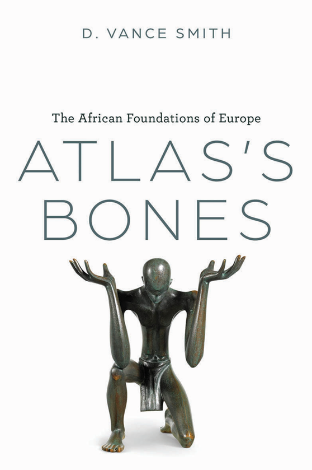 D. VANCE SMITH
The African Foundations of Europe
ATLAS'S
BONES